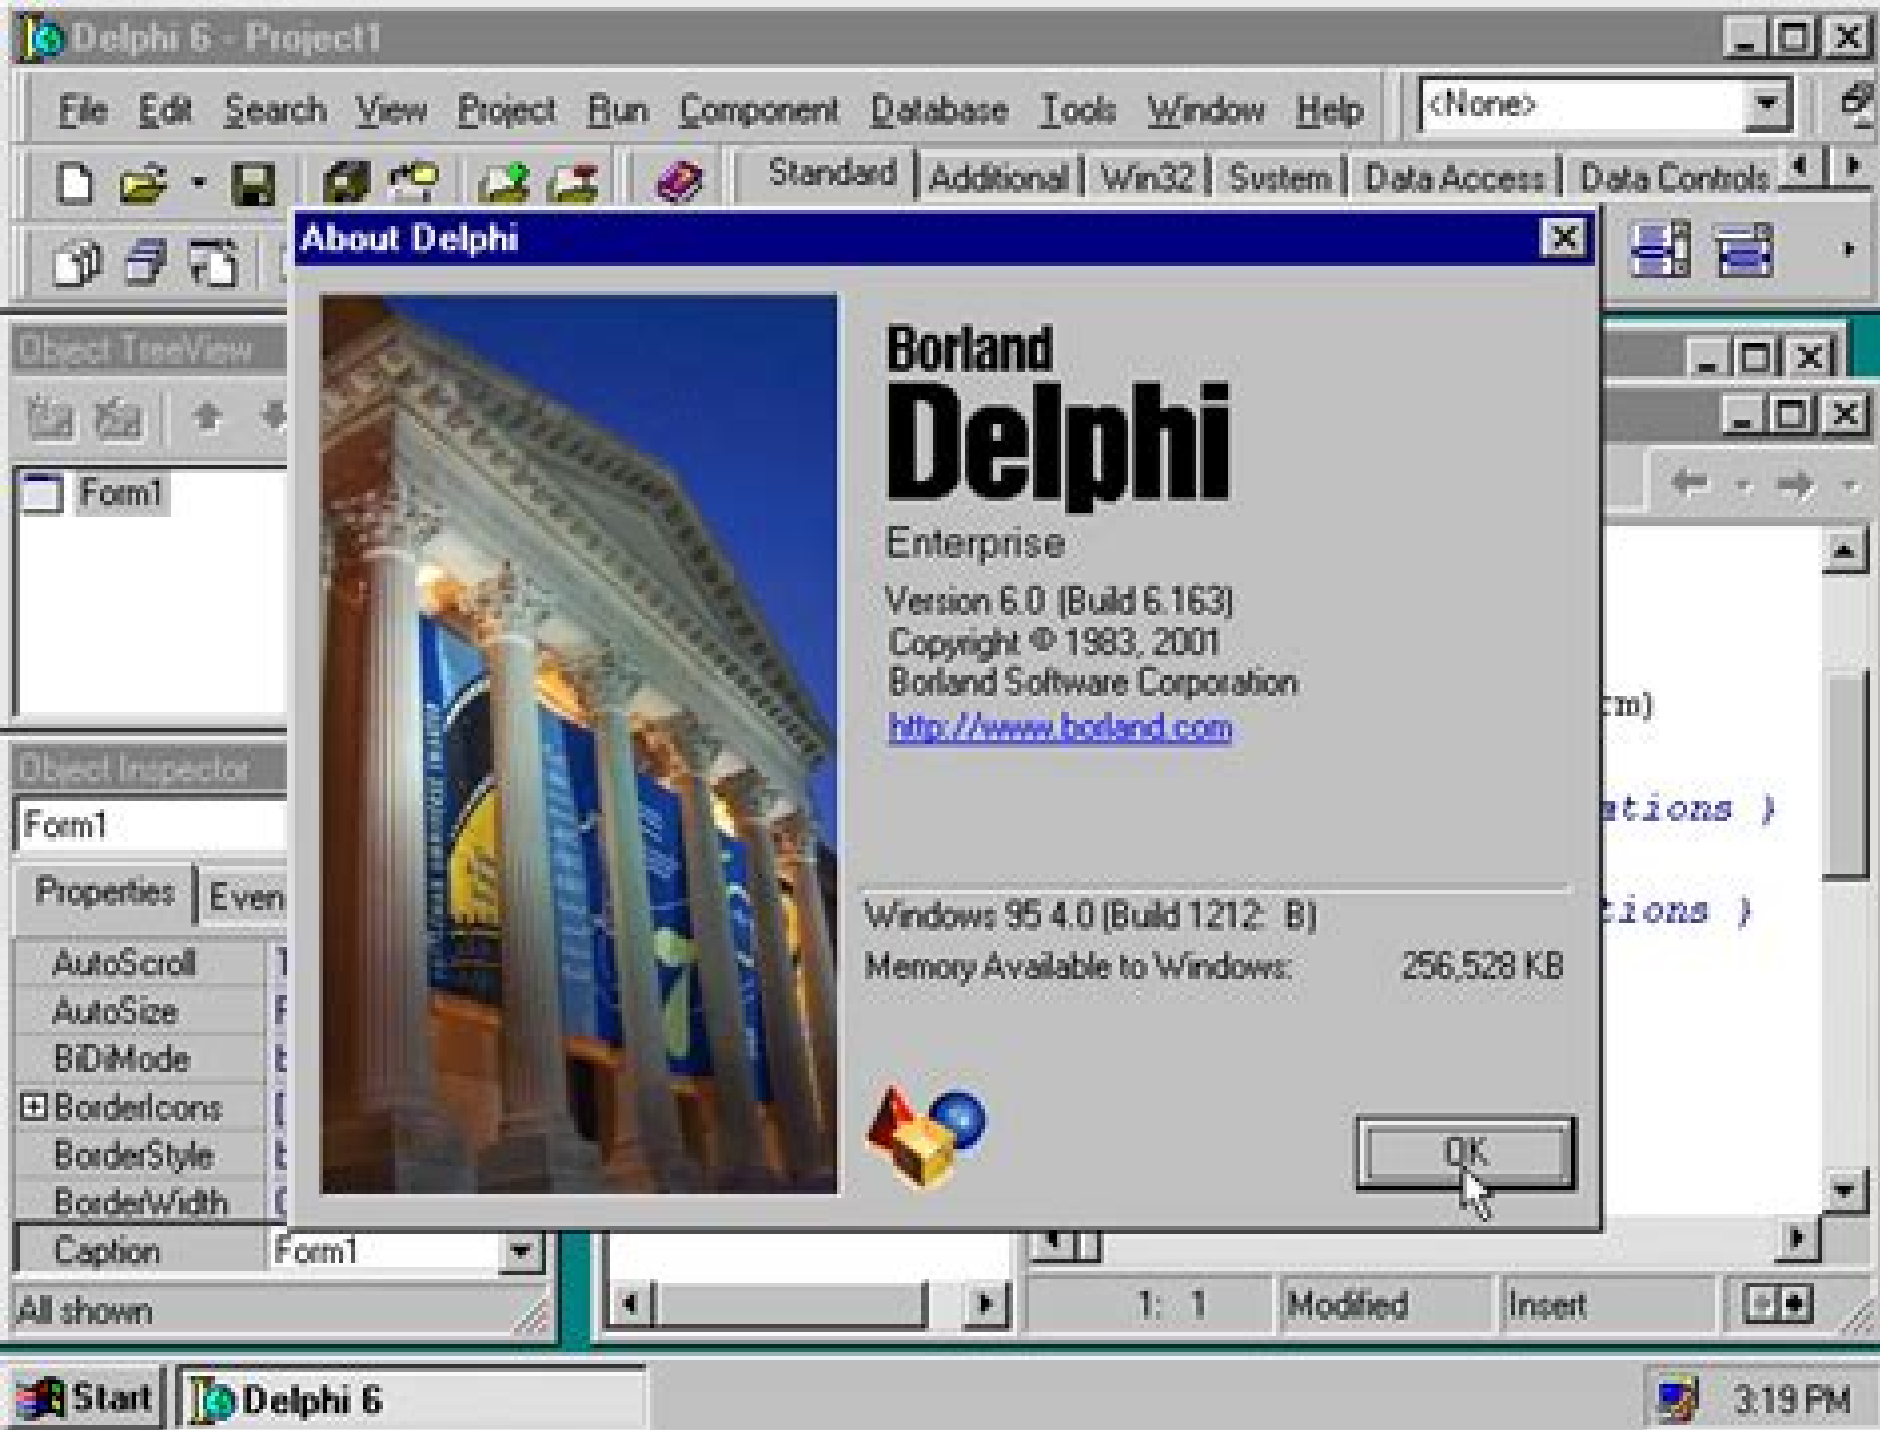 Delphi 6 - Project1
File Edit Search View Project Run Component Database Tools Window Help <None>
Standard Additional Win32 System Data Access Data Controls
About Delphi
Object TreeView
Form1
Borland
Delphi
Enterprise
Version 6.0 (Build 6.163)
Copyright © 1983, 2001
Borland Software Corporation
http://www.borland.com
Windows 95 4.0 (Build 1212: B)
Memory Available to Windows: 256,528 KB
OK
Object Inspector
Form1
Properties Even
AutoScroll
AutoSize
BiDiMode
BorderIcons
BorderStyle
BorderWidth
Caption Form1
All shown
rm)
ations }
tions }
1: 1 Modified Insert
Start Delphi 6 3:19 PM